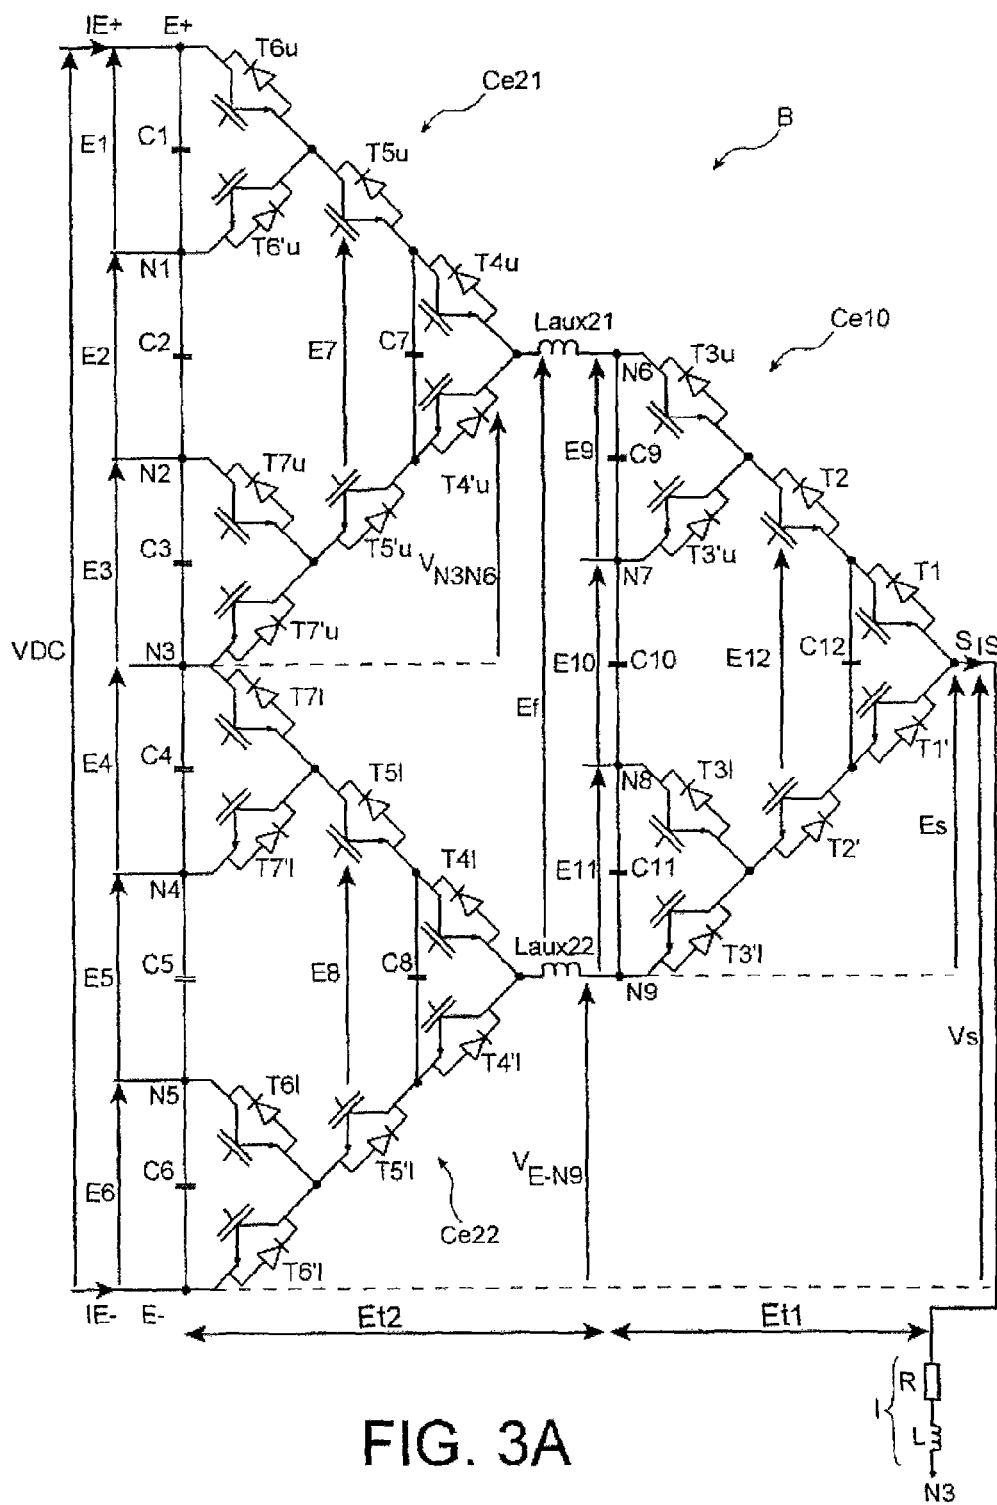 IE+ E+
T6u
Ce21
B
E1 C1
T5u
T6'u
N1
T4u
Laux21
Ce10
E2 C2 E7 C7
N6 T3u
E9 C9
N2 T7u
T4'u
T2
T5'u
T3'u
E3 C3
VN3N6
N7
T1
T7'u
VDC
N3
S IS
E10 C10 E12 C12
T7l
Ef
T1'
E4 C4
T5l
N8 T3l
T2'
Es
T7'l
T4l
E11 C11
N4
Laux22
T3'l
E5 C5 E8 C8
N9
Vs
T4'l
N5 T6l
T5'l
VE-N9
E6 C6
Ce22
T6'l
IE- E-
Et2 Et1
R
I
L
N3
FIG. 3A